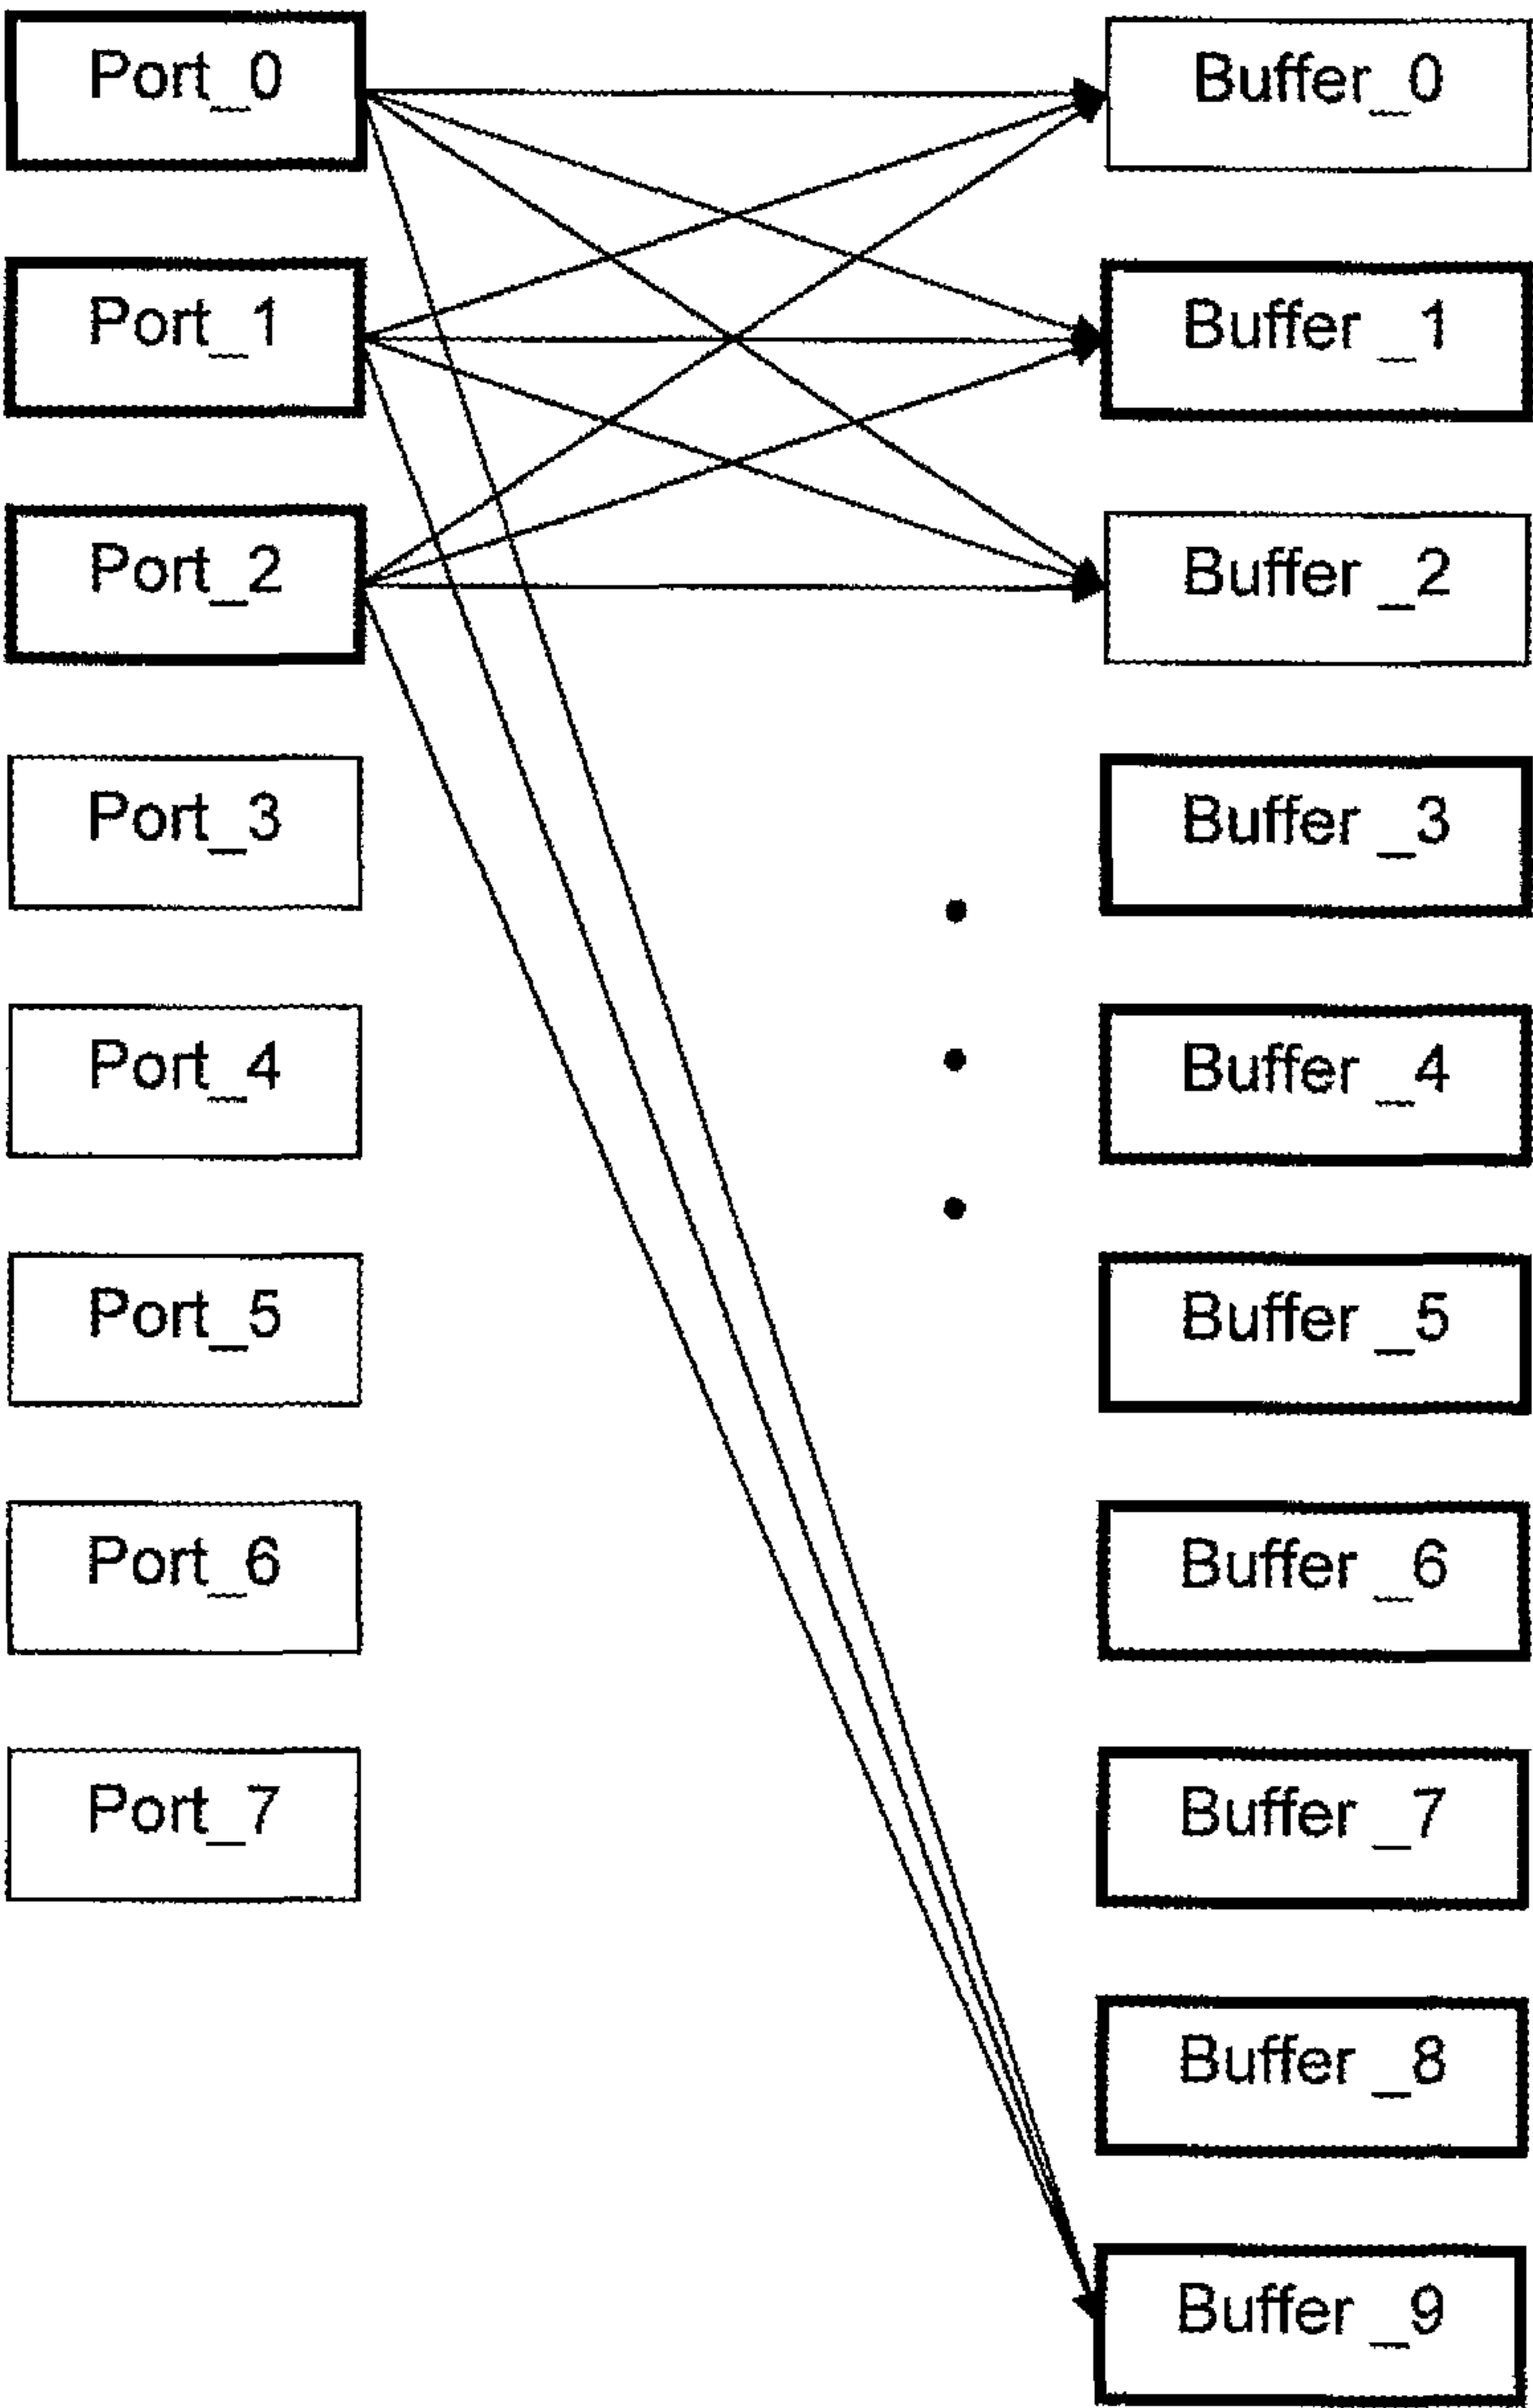 Port_0
Buffer_0
Port_1
Buffer _1
Port_2
Buffer _2
Port_3
Buffer _3
Port_4
Buffer _4
Port_5
Buffer _5
Port_6
Buffer _6
Port_7
Buffer _7
Buffer _8
Buffer _9